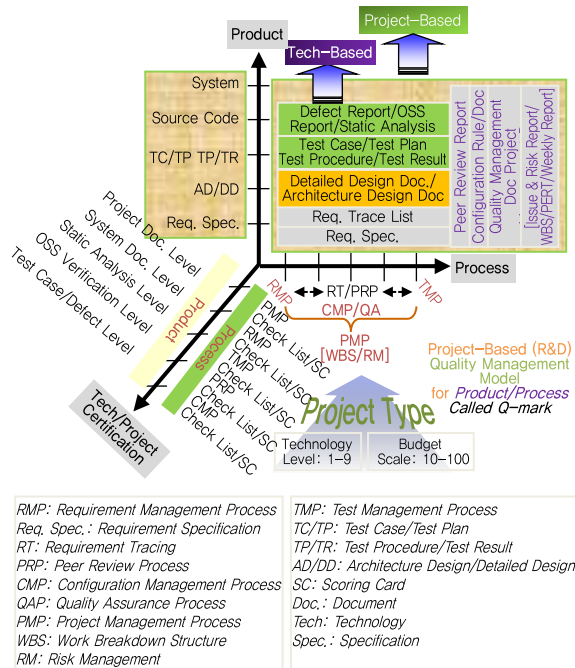 Project-Based
Product
Tech-Based
System
Source Code
TC/TP TP/TR
AD/DD
Req. Spec.
Defect Report/OSS
Report/Static Analysis
Test Case/Test Plan
Test Procedure/Test Result
Detailed Design Doc./
Architecture Design Doc
Req. Trace List
Req. Spec.
Peer Review Report
Configuration Rule/Doc
Quality Management
Doc Project
[Issue & Risk Report/
WBS/PERT/Weekly Report]
Process
Project Doc. Level
System Doc. Level
Static Analysis Level
OSS Verification Level
Test Case/Defect Level
Product
Process
RMP
RT/PRP
TMP
CMP/QA
PMP
[WBS/RM]
PMP
Check List/SC
RMP
Check List/SC
TMP
Check List/SC
PRP
Check List/SC
CMP
Check List/SC
Tech/Project
Certification
Project-Based (R&D)
Quality Management
Model
for Product/Process
Called Q-mark
Project Type
Technology
Level: 1-9
Budget
Scale: 10-100
RMP: Requirement Management Process
Req. Spec.: Requirement Specification
RT: Requirement Tracing
PRP: Peer Review Process
CMP: Configuration Management Process
QAP: Quality Assurance Process
PMP: Project Management Process
WBS: Work Breakdown Structure
RM: Risk Management
TMP: Test Management Process
TC/TP: Test Case/Test Plan
TP/TR: Test Procedure/Test Result
AD/DD: Architecture Design/Detailed Design
SC: Scoring Card
Doc.: Document
Tech: Technology
Spec.: Specification